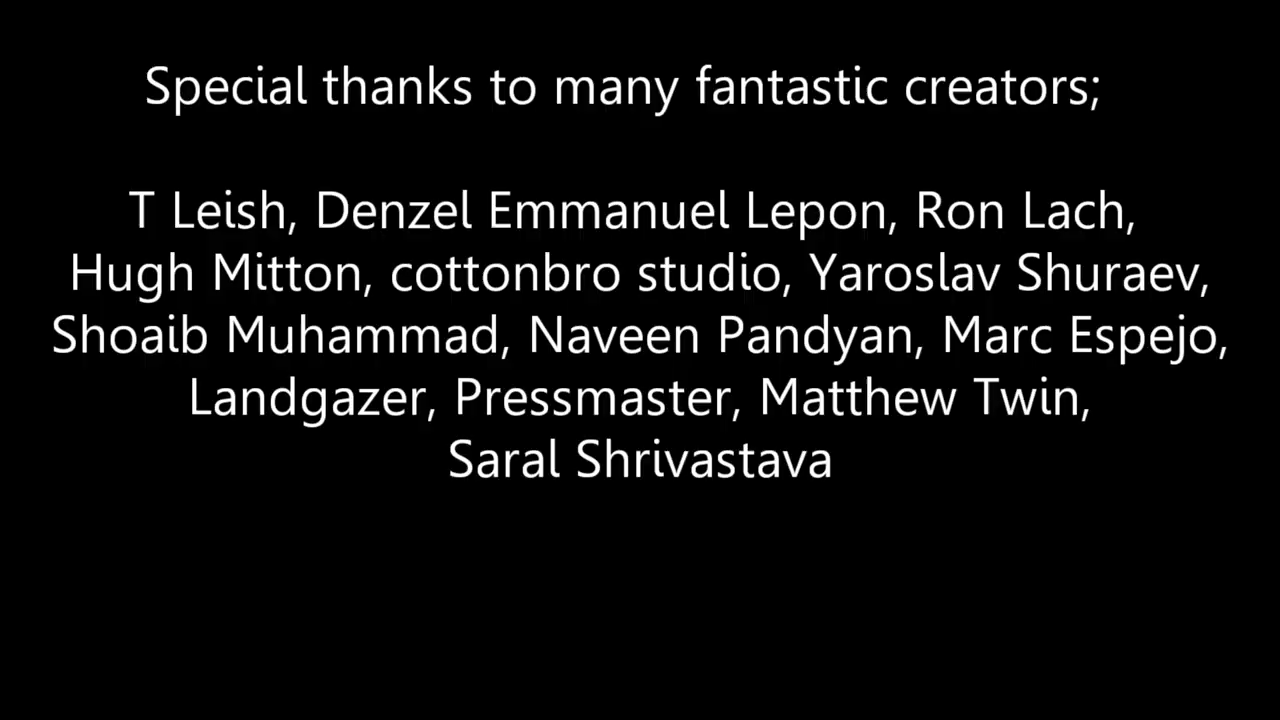 Special thanks to many fantastic creators;
T Leish, Denzel Emmanuel Lepon, Ron Lach,
Hugh Mitton, cottonbro studio, Yaroslav Shuraev,
Shoaib Muhammad, Naveen Pandyan, Marc Espejo,
Landgazer, Pressmaster, Matthew Twin,
Saral Shrivastava